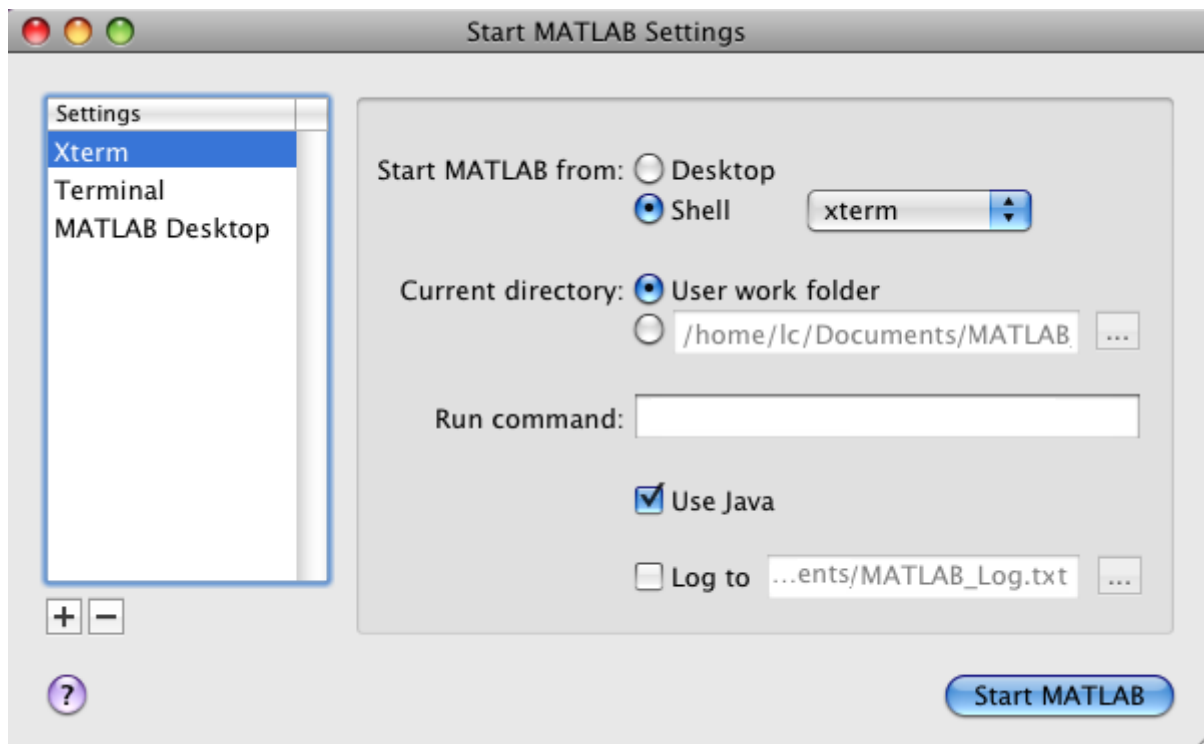 Start MATLAB Settings
Settings
Xterm
Terminal
MATLAB Desktop
Start MATLAB from: Desktop
Shell xterm
Current directory: User work folder
/home/lc/Documents/MATLAB ...
Run command:
Use Java
Log to ...ents/MATLAB_Log.txt ...
+ −
?
Start MATLAB